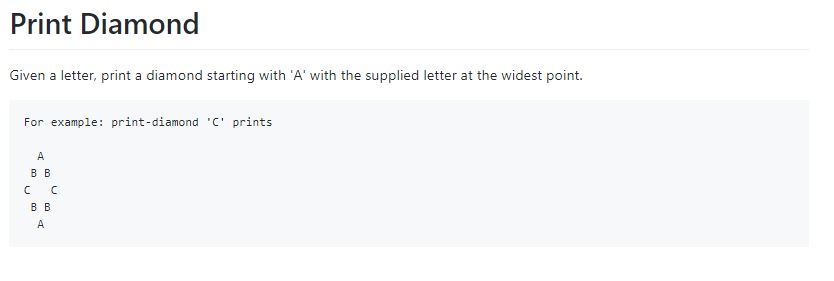 Print Diamond
Given a letter, print a diamond starting with 'A' with the supplied letter at the widest point.
For example: print-diamond 'C' prints
  A
 B B
C   C
 B B
  A